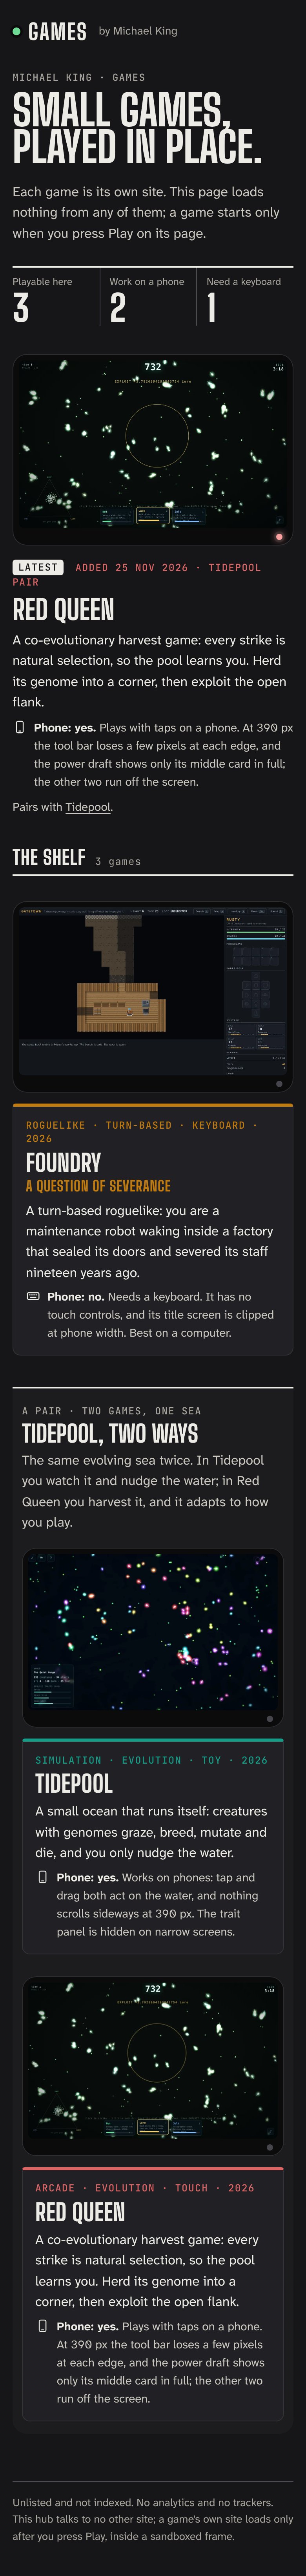 GAMES by Michael King
MICHAEL KING · GAMES
SMALL GAMES,
PLAYED IN PLACE.
Each game is its own site. This page loads
nothing from any of them; a game starts only
when you press Play on its page.
Playable here
3
Work on a phone
2
Need a keyboard
1
732
3:18
LATEST ADDED 25 NOV 2026 · TIDEPOOL
PAIR
RED QUEEN
A co-evolutionary harvest game: every strike is
natural selection, so the pool learns you. Herd
its genome into a corner, then exploit the open
flank.
Phone: yes. Plays with taps on a phone. At 390 px
the tool bar loses a few pixels at each edge, and
the power draft shows only its middle card in full;
the other two run off the screen.
Pairs with Tidepool.
THE SHELF 3 games
RUSTY
ROGUELIKE · TURN-BASED · KEYBOARD ·
2026
FOUNDRY
A QUESTION OF SEVERANCE
A turn-based roguelike: you are a
maintenance robot waking inside a factory
that sealed its doors and severed its staff
nineteen years ago.
Phone: no. Needs a keyboard. It has no
touch controls, and its title screen is clipped
at phone width. Best on a computer.
A PAIR · TWO GAMES, ONE SEA
TIDEPOOL, TWO WAYS
The same evolving sea twice. In Tidepool
you watch it and nudge the water; in Red
Queen you harvest it, and it adapts to how
you play.
SIMULATION · EVOLUTION · TOY · 2026
TIDEPOOL
A small ocean that runs itself: creatures
with genomes graze, breed, mutate and
die, and you only nudge the water.
Phone: yes. Works on phones: tap and
drag both act on the water, and nothing
scrolls sideways at 390 px. The trait
panel is hidden on narrow screens.
732
3:18
ARCADE · EVOLUTION · TOUCH · 2026
RED QUEEN
A co-evolutionary harvest game: every
strike is natural selection, so the pool
learns you. Herd its genome into a
corner, then exploit the open flank.
Phone: yes. Plays with taps on a phone.
At 390 px the tool bar loses a few pixels
at each edge, and the power draft shows
only its middle card in full; the other two
run off the screen.
Unlisted and not indexed. No analytics and no trackers.
This hub talks to no other site; a game's own site loads only
after you press Play, inside a sandboxed frame.